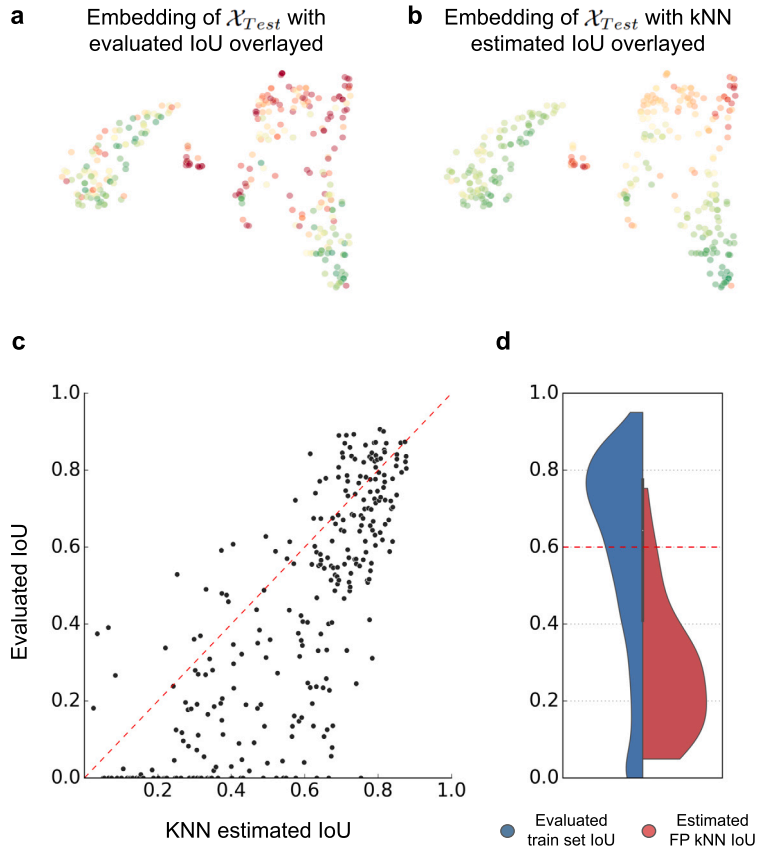 a
Embedding of 𝒳_Test with
evaluated IoU overlayed
b
Embedding of 𝒳_Test with kNN
estimated IoU overlayed
c
Evaluated IoU
1.0
0.8
0.6
0.4
0.2
0.0
0.2 0.4 0.6 0.8 1.0
KNN estimated IoU
d
1.0
0.8
0.6
0.4
0.2
0.0
Evaluated
train set IoU
Estimated
FP kNN IoU